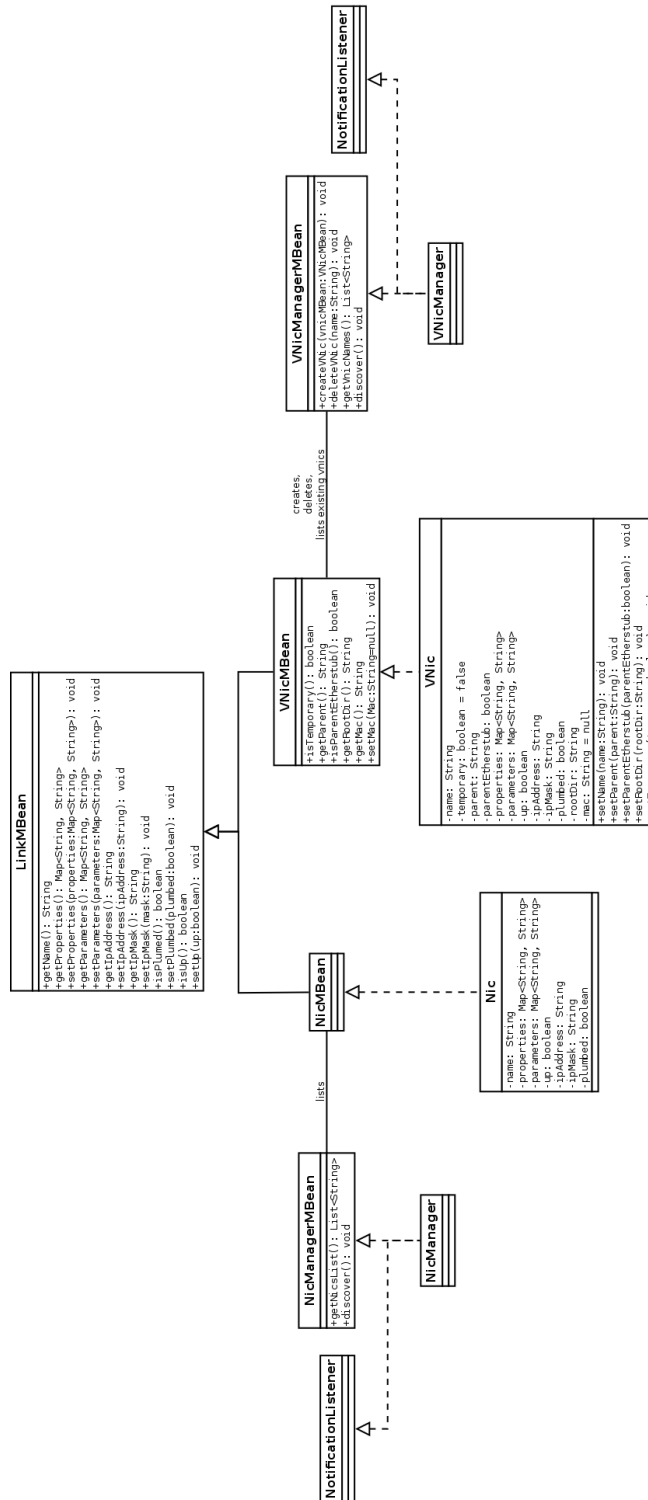 LinkMBean
+getName(): String
+getProperties(): Map<String, String>
+setProperties(properties:Map<String, String>): void
+getParameters(): Map<String, String>
+setParameters(parameters:Map<String, String>): void
+getIpAddress(): String
+setIpAddress(ipAddress:String): void
+getIpMask(): String
+setIpMask(mask:String): void
+isPlumed(): boolean
+setPlumbed(plumbed:boolean): void
+isUp(): boolean
+setUp(up:boolean): void
NotificationListener
NicManagerMBean
+getNicsList(): List<String>
+discover(): void
lists
NicMBean
VNicMBean
+isTemporary(): boolean
+getParent(): String
+isParentEtherstub(): boolean
+getRootDir(): String
+getMac(): String
+setMac(Mac:String=null): void
creates,
deletes,
lists existing vnics
VNicManagerMBean
+createVNic(vnicMBean:VNicMBean): void
+deleteVNic(name:String): void
+getVnicNames(): List<String>
+discover(): void
NotificationListener
NicManager
Nic
-name: String
-properties: Map<String, String>
-parameters: Map<String, String>
-up: boolean
-ipAddress: String
-ipMask: String
-plumbed: boolean
VNic
-name: String
-temporary: boolean = false
-parent: String
-parentEtherstub: boolean
-properties: Map<String, String>
-parameters: Map<String, String>
-up: boolean
-ipAddress: String
-ipMask: String
-plumbed: boolean
-rootDir: String
-mac: String = null
+setName(name:String): void
+setParent(parent:String): void
+setParentEtherstub(parentEtherstub:boolean): void
+setRootDir(rootDir:String): void
VNicManager